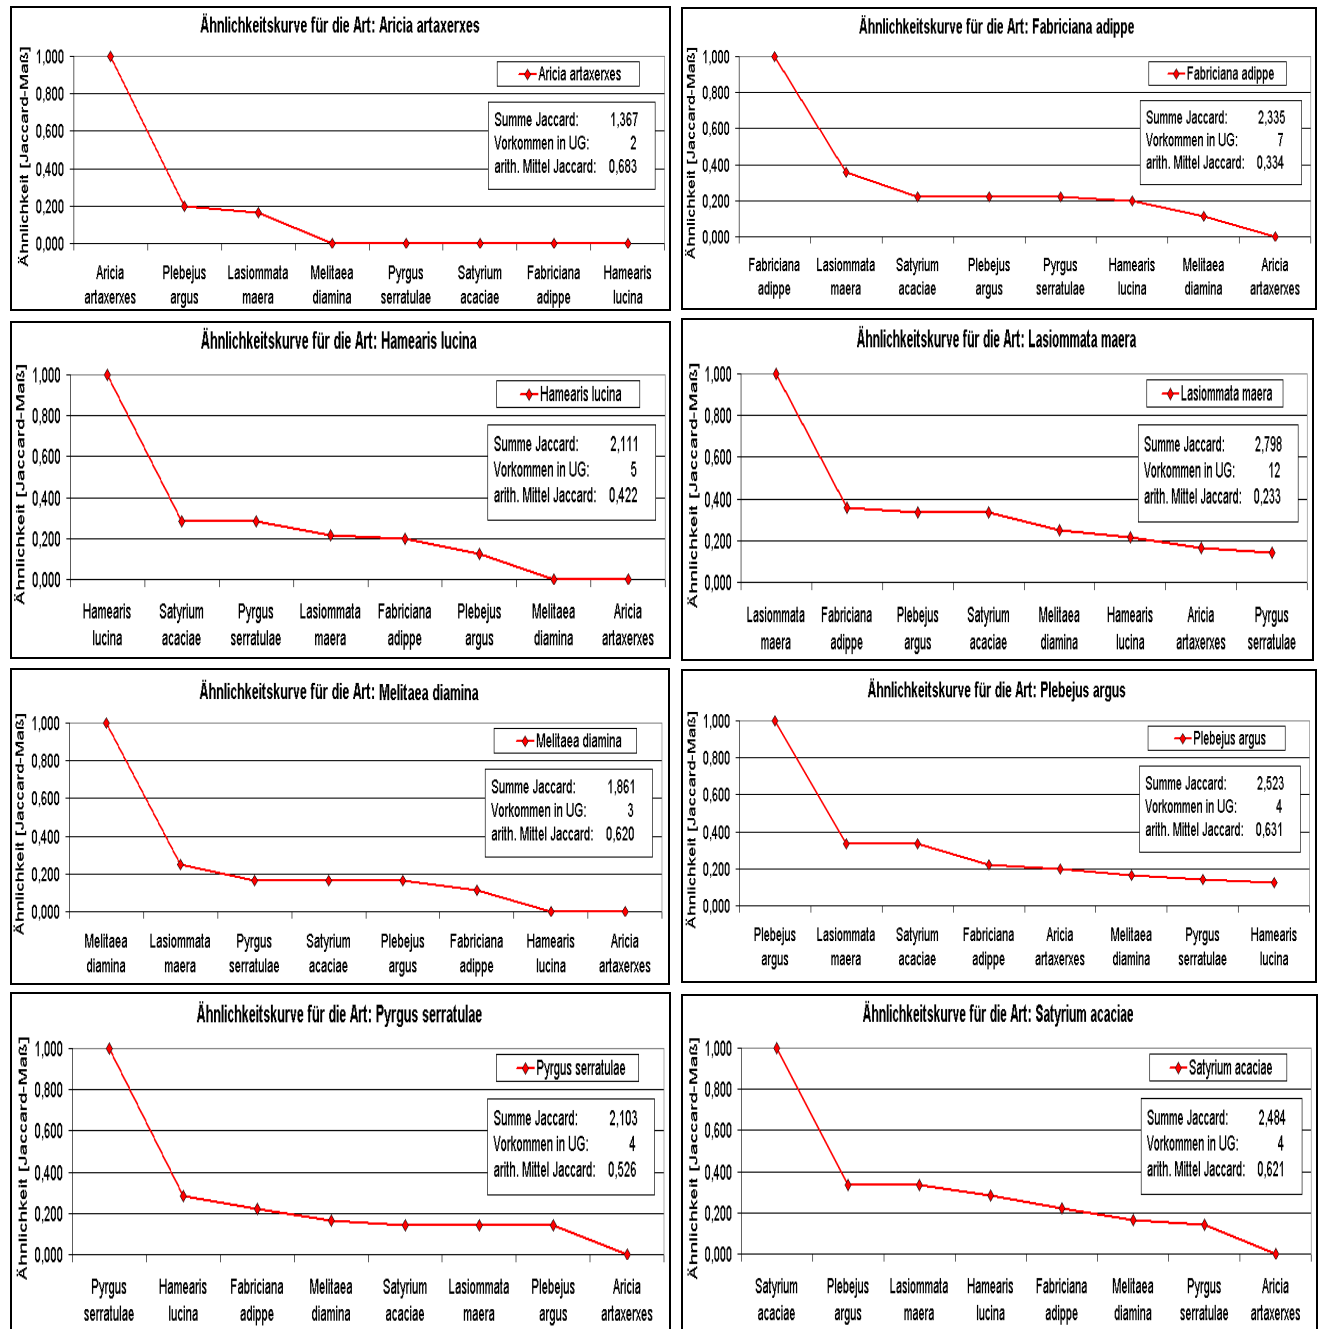 Ähnlichkeitskurve für die Art: Aricia artaxerxes
Ähnlichkeit [Jaccard-Maß]
1,000
0,800
0,600
0,400
0,200
0,000
Aricia artaxerxes
Summe Jaccard: 1,367
Vorkommen in UG: 2
arith. Mittel Jaccard: 0,683
Aricia Plebejus Lasiommata Melitaea Pyrgus Satyrium Fabriciana Hamearis
artaxerxes argus maera diamina serratulae acaciae adippe lucina
Ähnlichkeitskurve für die Art: Fabriciana adippe
Ähnlichkeit [Jaccard-Maß]
1,000
0,800
0,600
0,400
0,200
0,000
Fabriciana adippe
Summe Jaccard: 2,335
Vorkommen in UG: 7
arith. Mittel Jaccard: 0,334
Fabriciana Lasiommata Satyrium Plebejus Pyrgus Hamearis Melitaea Aricia
adippe maera acaciae argus serratulae lucina diamina artaxerxes
Ähnlichkeitskurve für die Art: Hamearis lucina
Ähnlichkeit [Jaccard-Maß]
1,000
0,800
0,600
0,400
0,200
0,000
Hamearis lucina
Summe Jaccard: 2,111
Vorkommen in UG: 5
arith. Mittel Jaccard: 0,422
Hamearis Satyrium Pyrgus Lasiommata Fabriciana Plebejus Melitaea Aricia
lucina acaciae serratulae maera adippe argus diamina artaxerxes
Ähnlichkeitskurve für die Art: Lasiommata maera
Ähnlichkeit [Jaccard-Maß]
1,000
0,800
0,600
0,400
0,200
0,000
Lasiommata maera
Summe Jaccard: 2,798
Vorkommen in UG: 12
arith. Mittel Jaccard: 0,233
Lasiommata Fabriciana Plebejus Satyrium Melitaea Hamearis Aricia Pyrgus
maera adippe argus acaciae diamina lucina artaxerxes serratulae
Ähnlichkeitskurve für die Art: Melitaea diamina
Ähnlichkeit [Jaccard-Maß]
1,000
0,800
0,600
0,400
0,200
0,000
Melitaea diamina
Summe Jaccard: 1,861
Vorkommen in UG: 3
arith. Mittel Jaccard: 0,620
Melitaea Lasiommata Pyrgus Satyrium Plebejus Fabriciana Hamearis Aricia
diamina maera serratulae acaciae argus adippe lucina artaxerxes
Ähnlichkeitskurve für die Art: Plebejus argus
Ähnlichkeit [Jaccard-Maß]
1,000
0,800
0,600
0,400
0,200
0,000
Plebejus argus
Summe Jaccard: 2,523
Vorkommen in UG: 4
arith. Mittel Jaccard: 0,631
Plebejus Lasiommata Satyrium Fabriciana Aricia Melitaea Pyrgus Hamearis
argus maera acaciae adippe artaxerxes diamina serratulae lucina
Ähnlichkeitskurve für die Art: Pyrgus serratulae
Ähnlichkeit [Jaccard-Maß]
1,000
0,800
0,600
0,400
0,200
0,000
Pyrgus serratulae
Summe Jaccard: 2,103
Vorkommen in UG: 4
arith. Mittel Jaccard: 0,526
Pyrgus Hamearis Fabriciana Melitaea Satyrium Lasiommata Plebejus Aricia
serratulae lucina adippe diamina acaciae maera argus artaxerxes
Ähnlichkeitskurve für die Art: Satyrium acaciae
Ähnlichkeit [Jaccard-Maß]
1,000
0,800
0,600
0,400
0,200
0,000
Satyrium acaciae
Summe Jaccard: 2,484
Vorkommen in UG: 4
arith. Mittel Jaccard: 0,621
Satyrium Plebejus Lasiommata Hamearis Fabriciana Melitaea Pyrgus Aricia
acaciae argus maera lucina adippe diamina serratulae artaxerxes